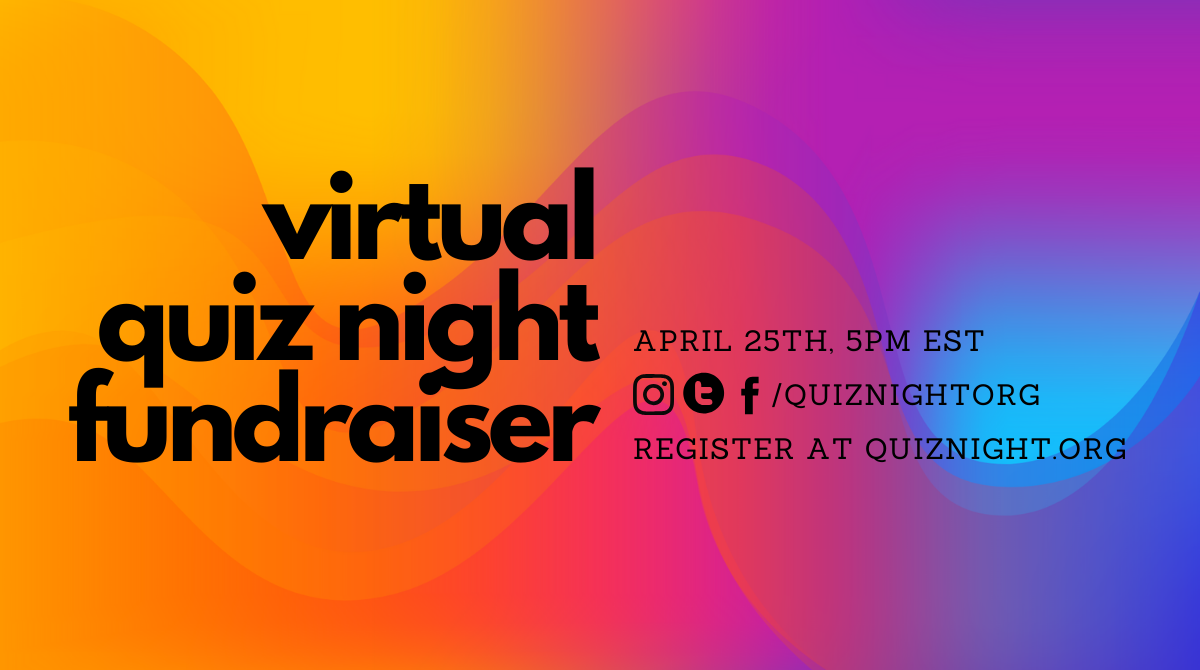 virtual
quiz night
fundraiser
APRIL 25TH, 5PM EST
/QUIZNIGHTORG
REGISTER AT QUIZNIGHT.ORG